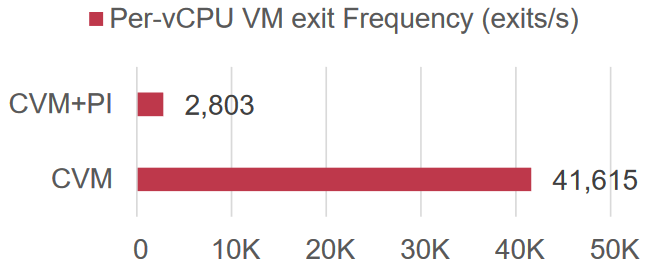 Per-vCPU VM exit Frequency (exits/s)
CVM+PI 2,803
CVM 41,615
0 10K 20K 30K 40K 50K